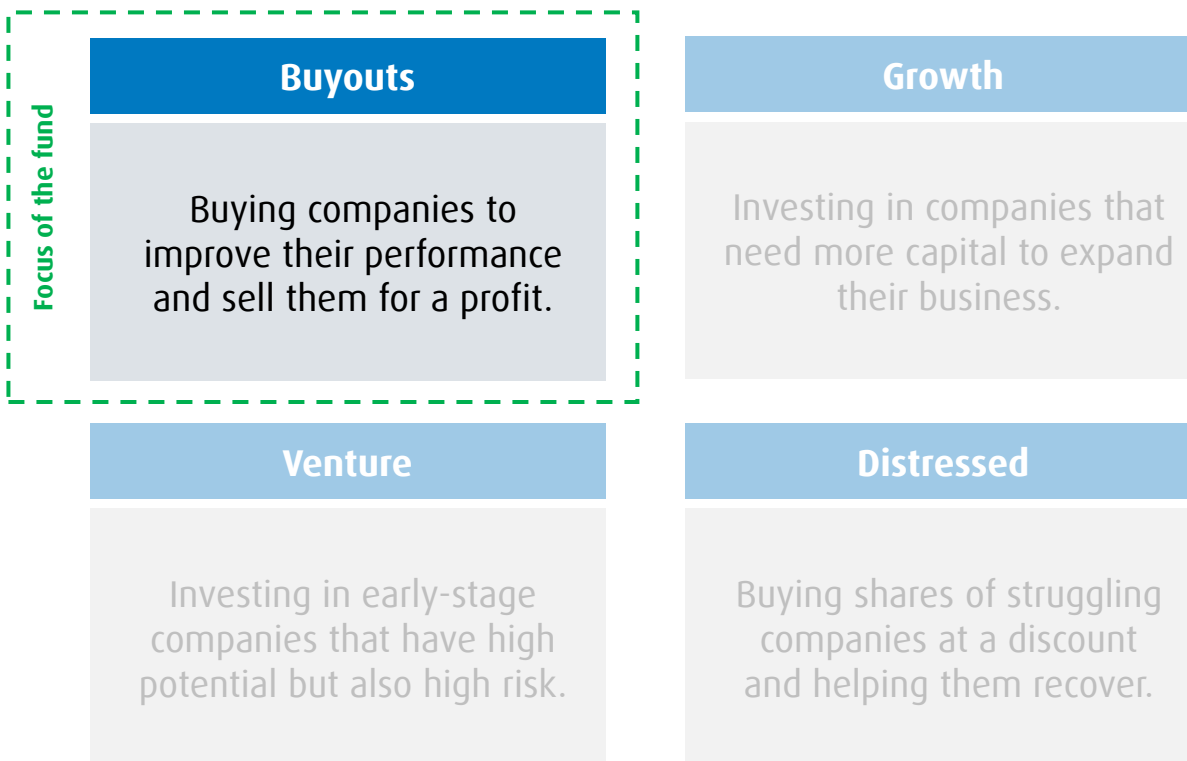 Focus of the fund
Buyouts
Buying companies to
improve their performance
and sell them for a profit.
Growth
Investing in companies that
need more capital to expand
their business.
Venture
Investing in early-stage
companies that have high
potential but also high risk.
Distressed
Buying shares of struggling
companies at a discount
and helping them recover.